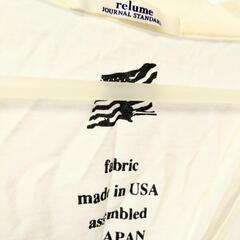 relume
JOURNAL STANDARD
fabric
made in USA
assembled
JAPAN